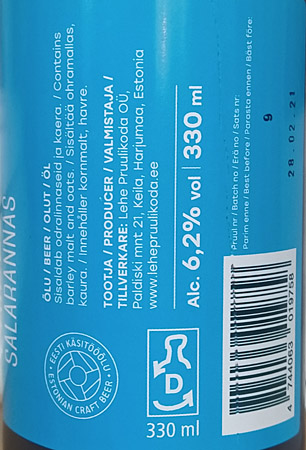 SALARANNAS
ÕLU / BEER / OLUT / ÖL
Sisaldab odralinnaseid ja kaera. / Contains
barley malt and oats. / Sisältää ohramallas,
kaura. / Innehåller kornmalt, havre.
TOOTJA / PRODUCER / VALMISTAJA /
TILLVERKARE: Lehe Pruulikoda OÜ,
Paldiski mnt. 21, Keila, Harjumaa, Estonia
www.lehepruulikoda.ee
Alc. 6,2% vol | 330 ml
Pruul nr / Batch no / Erä no / Sats nr:
Parim enne / Best before / Parasta ennen / Bäst före:
9
28.02.21
EESTI KÄSITÖÖÕLU
ESTONIAN CRAFT BEER
D
330 ml
4 744063 019758